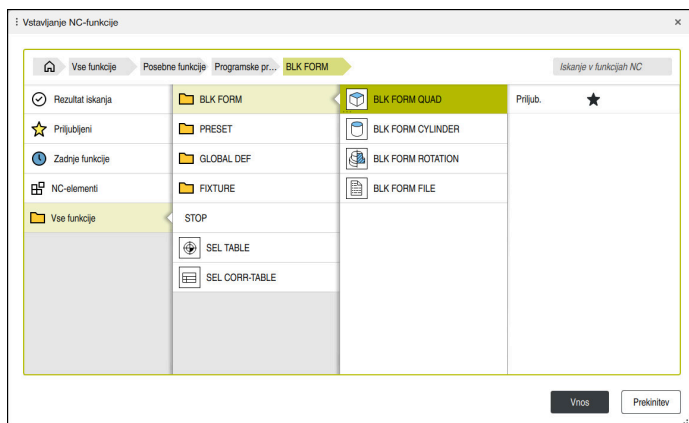 Vstavljanje NC-funkcije
Vse funkcije Posebne funkcije Programske pr... BLK FORM Iskanje v funkcijah NC
Rezultat iskanja BLK FORM BLK FORM QUAD Priljub.
Priljubljeni PRESET BLK FORM CYLINDER
Zadnje funkcije GLOBAL DEF BLK FORM ROTATION
NC-elementi FIXTURE BLK FORM FILE
Vse funkcije STOP
SEL TABLE
SEL CORR-TABLE
Vnos Prekinitev